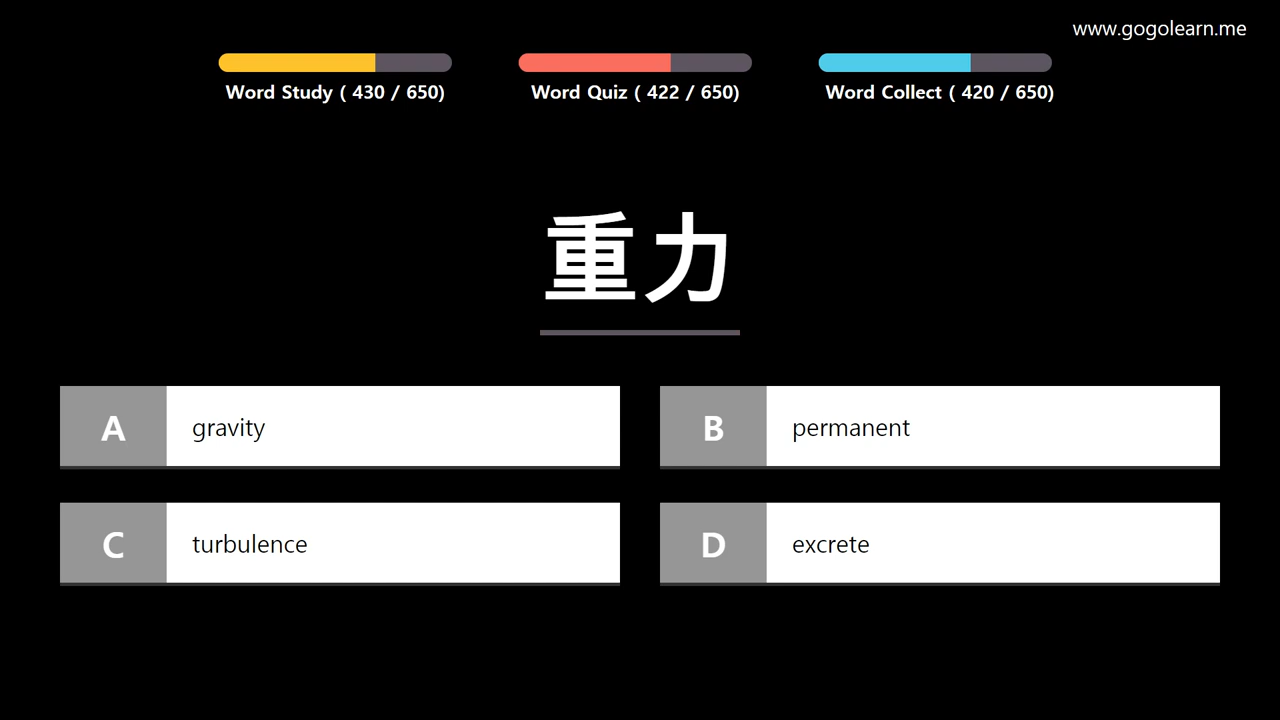 www.gogolearn.me
Word Study ( 430 / 650)
Word Quiz ( 422 / 650)
Word Collect ( 420 / 650)
重力
A gravity
B permanent
C turbulence
D excrete